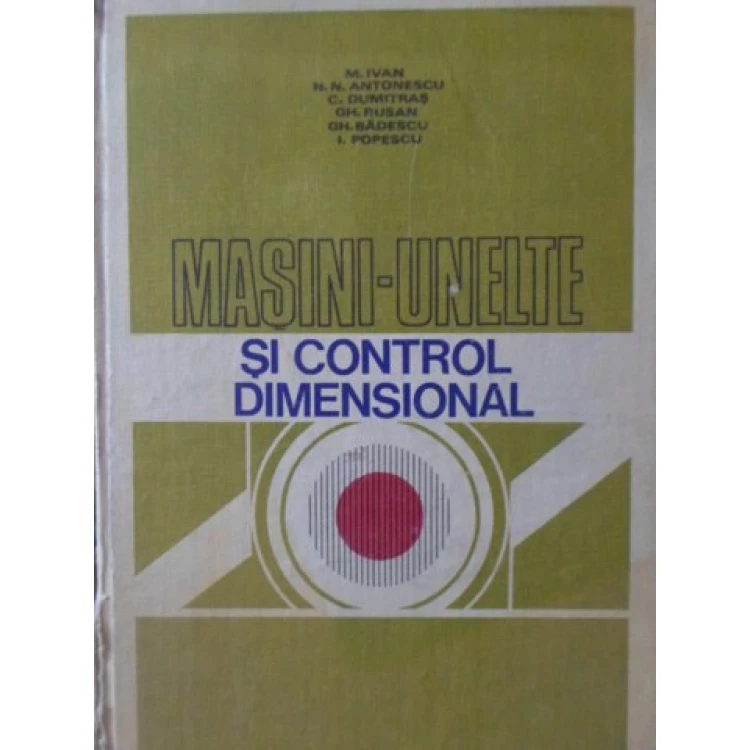 M. IVAN
N. N. ANTONESCU
C. DUMITRAȘ
GH. RUSAN
GH. BĂDESCU
I. POPESCU
MAȘINI-UNELTE
ȘI CONTROL
DIMENSIONAL